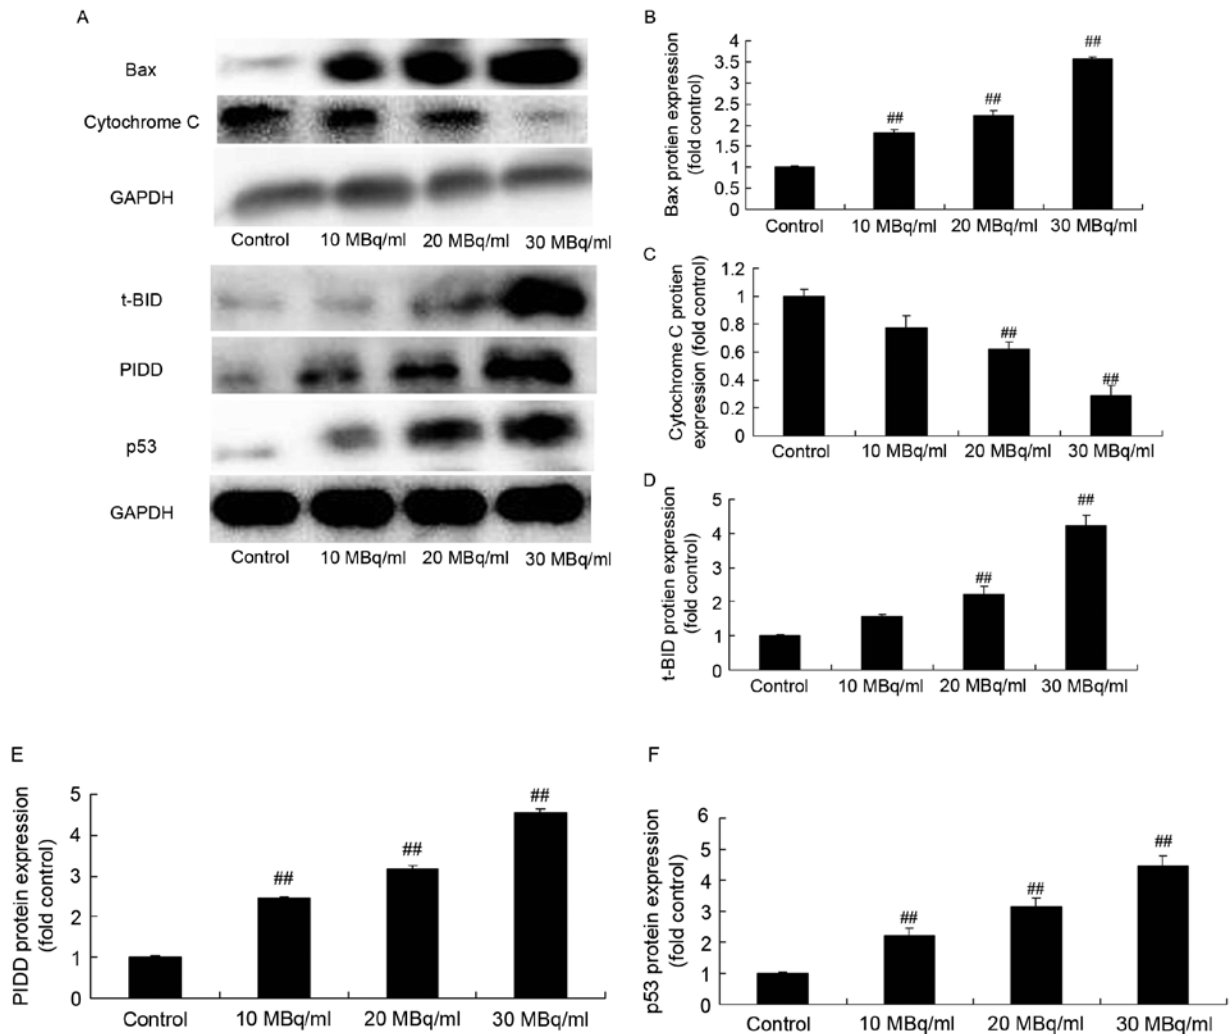 A
Bax
Cytochrome C
GAPDH
Control 10 MBq/ml 20 MBq/ml 30 MBq/ml
t-BID
PIDD
p53
GAPDH
Control 10 MBq/ml 20 MBq/ml 30 MBq/ml
B
Bax protien expression
(fold control)
4
3.5
3
2.5
2
1.5
1
0.5
0
## ## ##
Control 10 MBq/ml 20 MBq/ml 30 MBq/ml
C
Cytochrome C protien
expression (fold control)
1.2
1
0.8
0.6
0.4
0.2
0
## ##
Control 10 MBq/ml 20 MBq/ml 30 MBq/ml
D
t-BID protien expression
(fold control)
5
4
3
2
1
0
## ##
Control 10 MBq/ml 20 MBq/ml 30 MBq/ml
E
PIDD protein expression
(fold control)
5
4
3
2
1
0
## ## ##
Control 10 MBq/ml 20 MBq/ml 30 MBq/ml
F
p53 protein expression
(fold control)
6
5
4
3
2
1
0
## ## ##
Control 10 MBq/ml 20 MBq/ml 30 MBq/ml